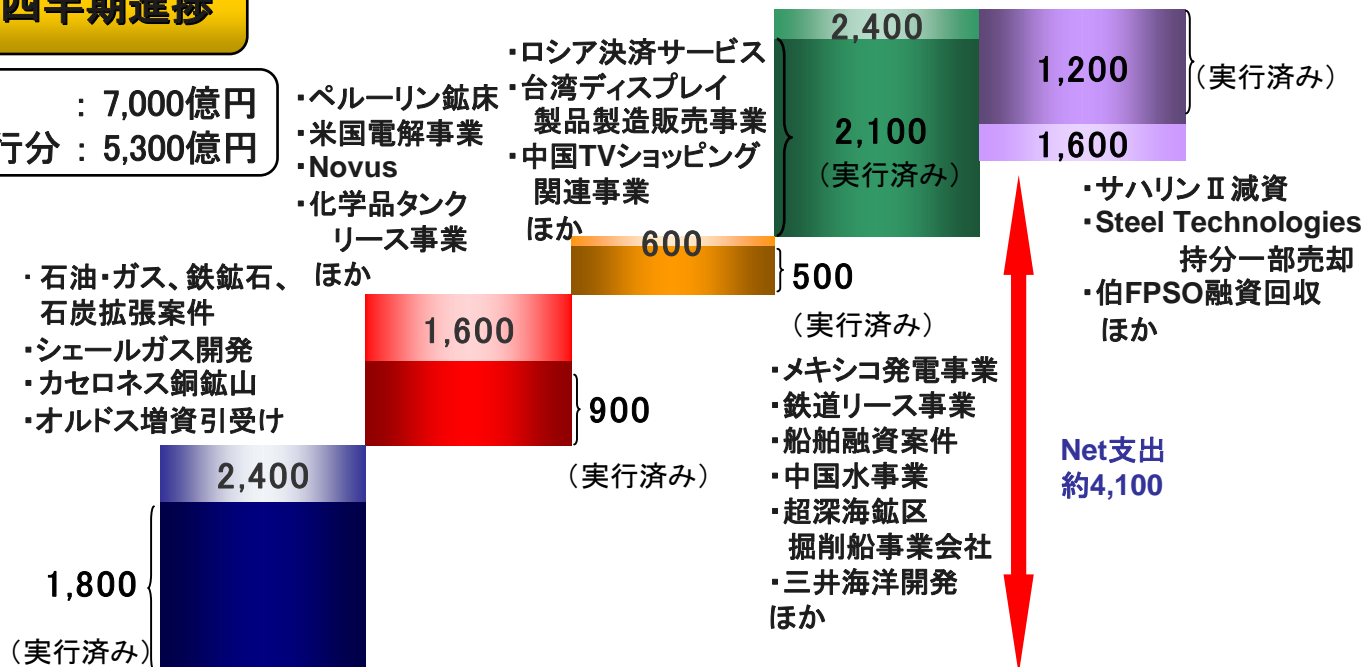 四半期進捗
: 7,000億円
行分 : 5,300億円
・ペルーリン鉱床
・米国電解事業
・Novus
・化学品タンク
リース事業
ほか
・ロシア決済サービス
・台湾ディスプレイ
製品製造販売事業
・中国TVショッピング
関連事業
ほか
2,400
2,100
(実行済み)
1,200
(実行済み)
1,600
・サハリンⅡ減資
・Steel Technologies
持分一部売却
・伯FPSO融資回収
ほか
・石油・ガス、鉄鉱石、
石炭拡張案件
・シェールガス開発
・カセロネス銅鉱山
・オルドス増資引受け
1,600
900
(実行済み)
600
500
(実行済み)
・メキシコ発電事業
・鉄道リース事業
・船舶融資案件
・中国水事業
・超深海鉱区
掘削船事業会社
・三井海洋開発
ほか
Net支出
約4,100
2,400
1,800
(実行済み)